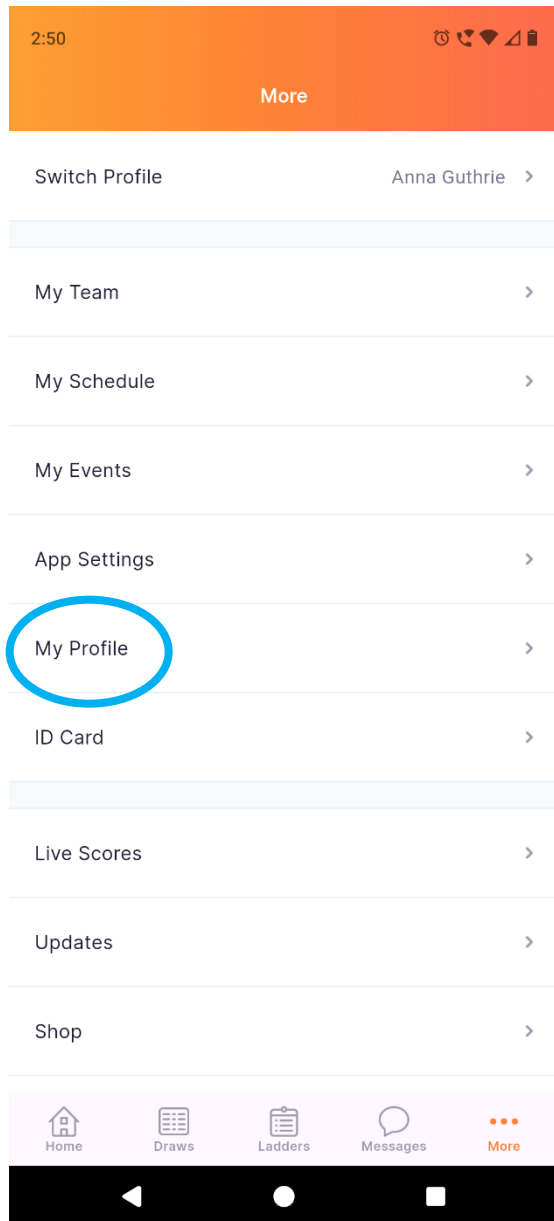 2:50
More
Switch Profile Anna Guthrie
My Team
My Schedule
My Events
App Settings
My Profile
ID Card
Live Scores
Updates
Shop
Home Draws Ladders Messages More